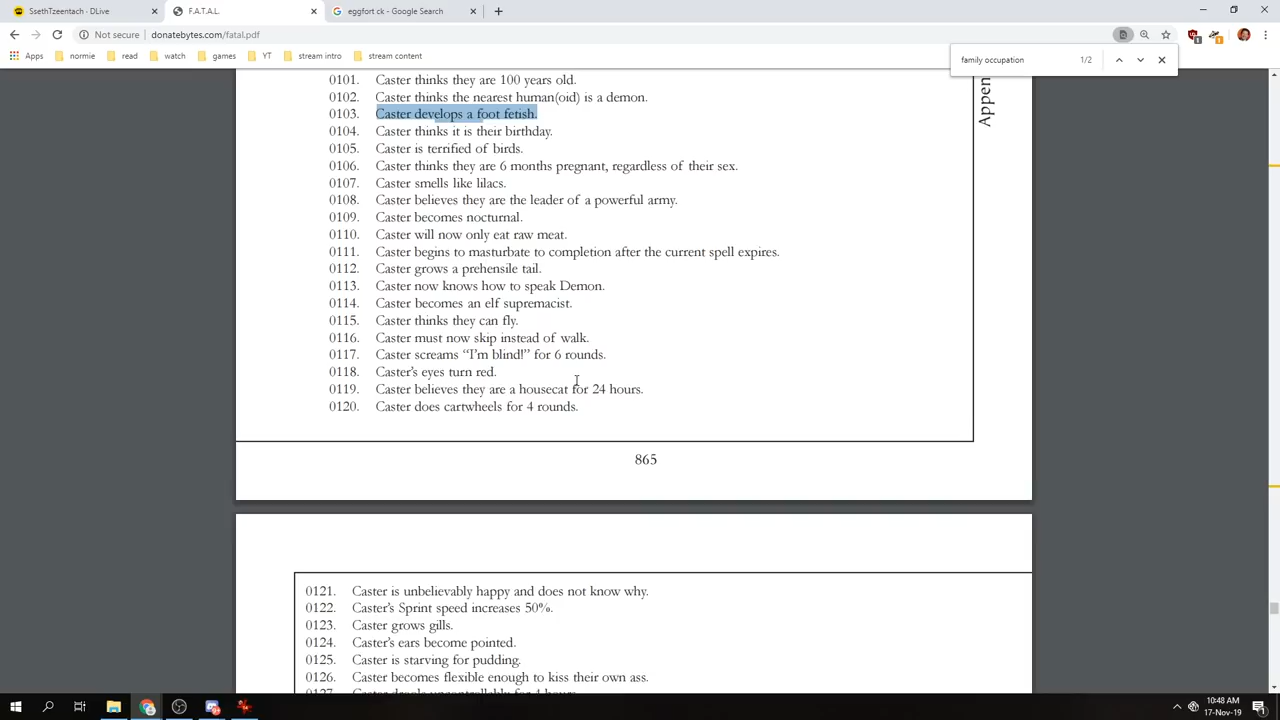 SsethTzeentach - DLive
F.A.T.A.L.
eggfort ck - Google Search
Not secure
donatebytes.com/fatal.pdf
Apps
normie
read
watch
games
YT
stream intro
stream content
family occupation
1/2
0101. Caster thinks they are 100 years old.
0102. Caster thinks the nearest human(oid) is a demon.
0103. Caster develops a foot fetish.
0104. Caster thinks it is their birthday.
0105. Caster is terrified of birds.
0106. Caster thinks they are 6 months pregnant, regardless of their sex.
0107. Caster smells like lilacs.
0108. Caster believes they are the leader of a powerful army.
0109. Caster becomes nocturnal.
0110. Caster will now only eat raw meat.
0111. Caster begins to masturbate to completion after the current spell expires.
0112. Caster grows a prehensile tail.
0113. Caster now knows how to speak Demon.
0114. Caster becomes an elf supremacist.
0115. Caster thinks they can fly.
0116. Caster must now skip instead of walk.
0117. Caster screams “I’m blind!” for 6 rounds.
0118. Caster’s eyes turn red.
0119. Caster believes they are a housecat for 24 hours.
0120. Caster does cartwheels for 4 rounds.
Appen
865
0121. Caster is unbelievably happy and does not know why.
0122. Caster’s Sprint speed increases 50%.
0123. Caster grows gills.
0124. Caster’s ears become pointed.
0125. Caster is starving for pudding.
0126. Caster becomes flexible enough to kiss their own ass.
0127. Caster drools uncontrollably for 4 hours.
10:48 AM
17-Nov-19